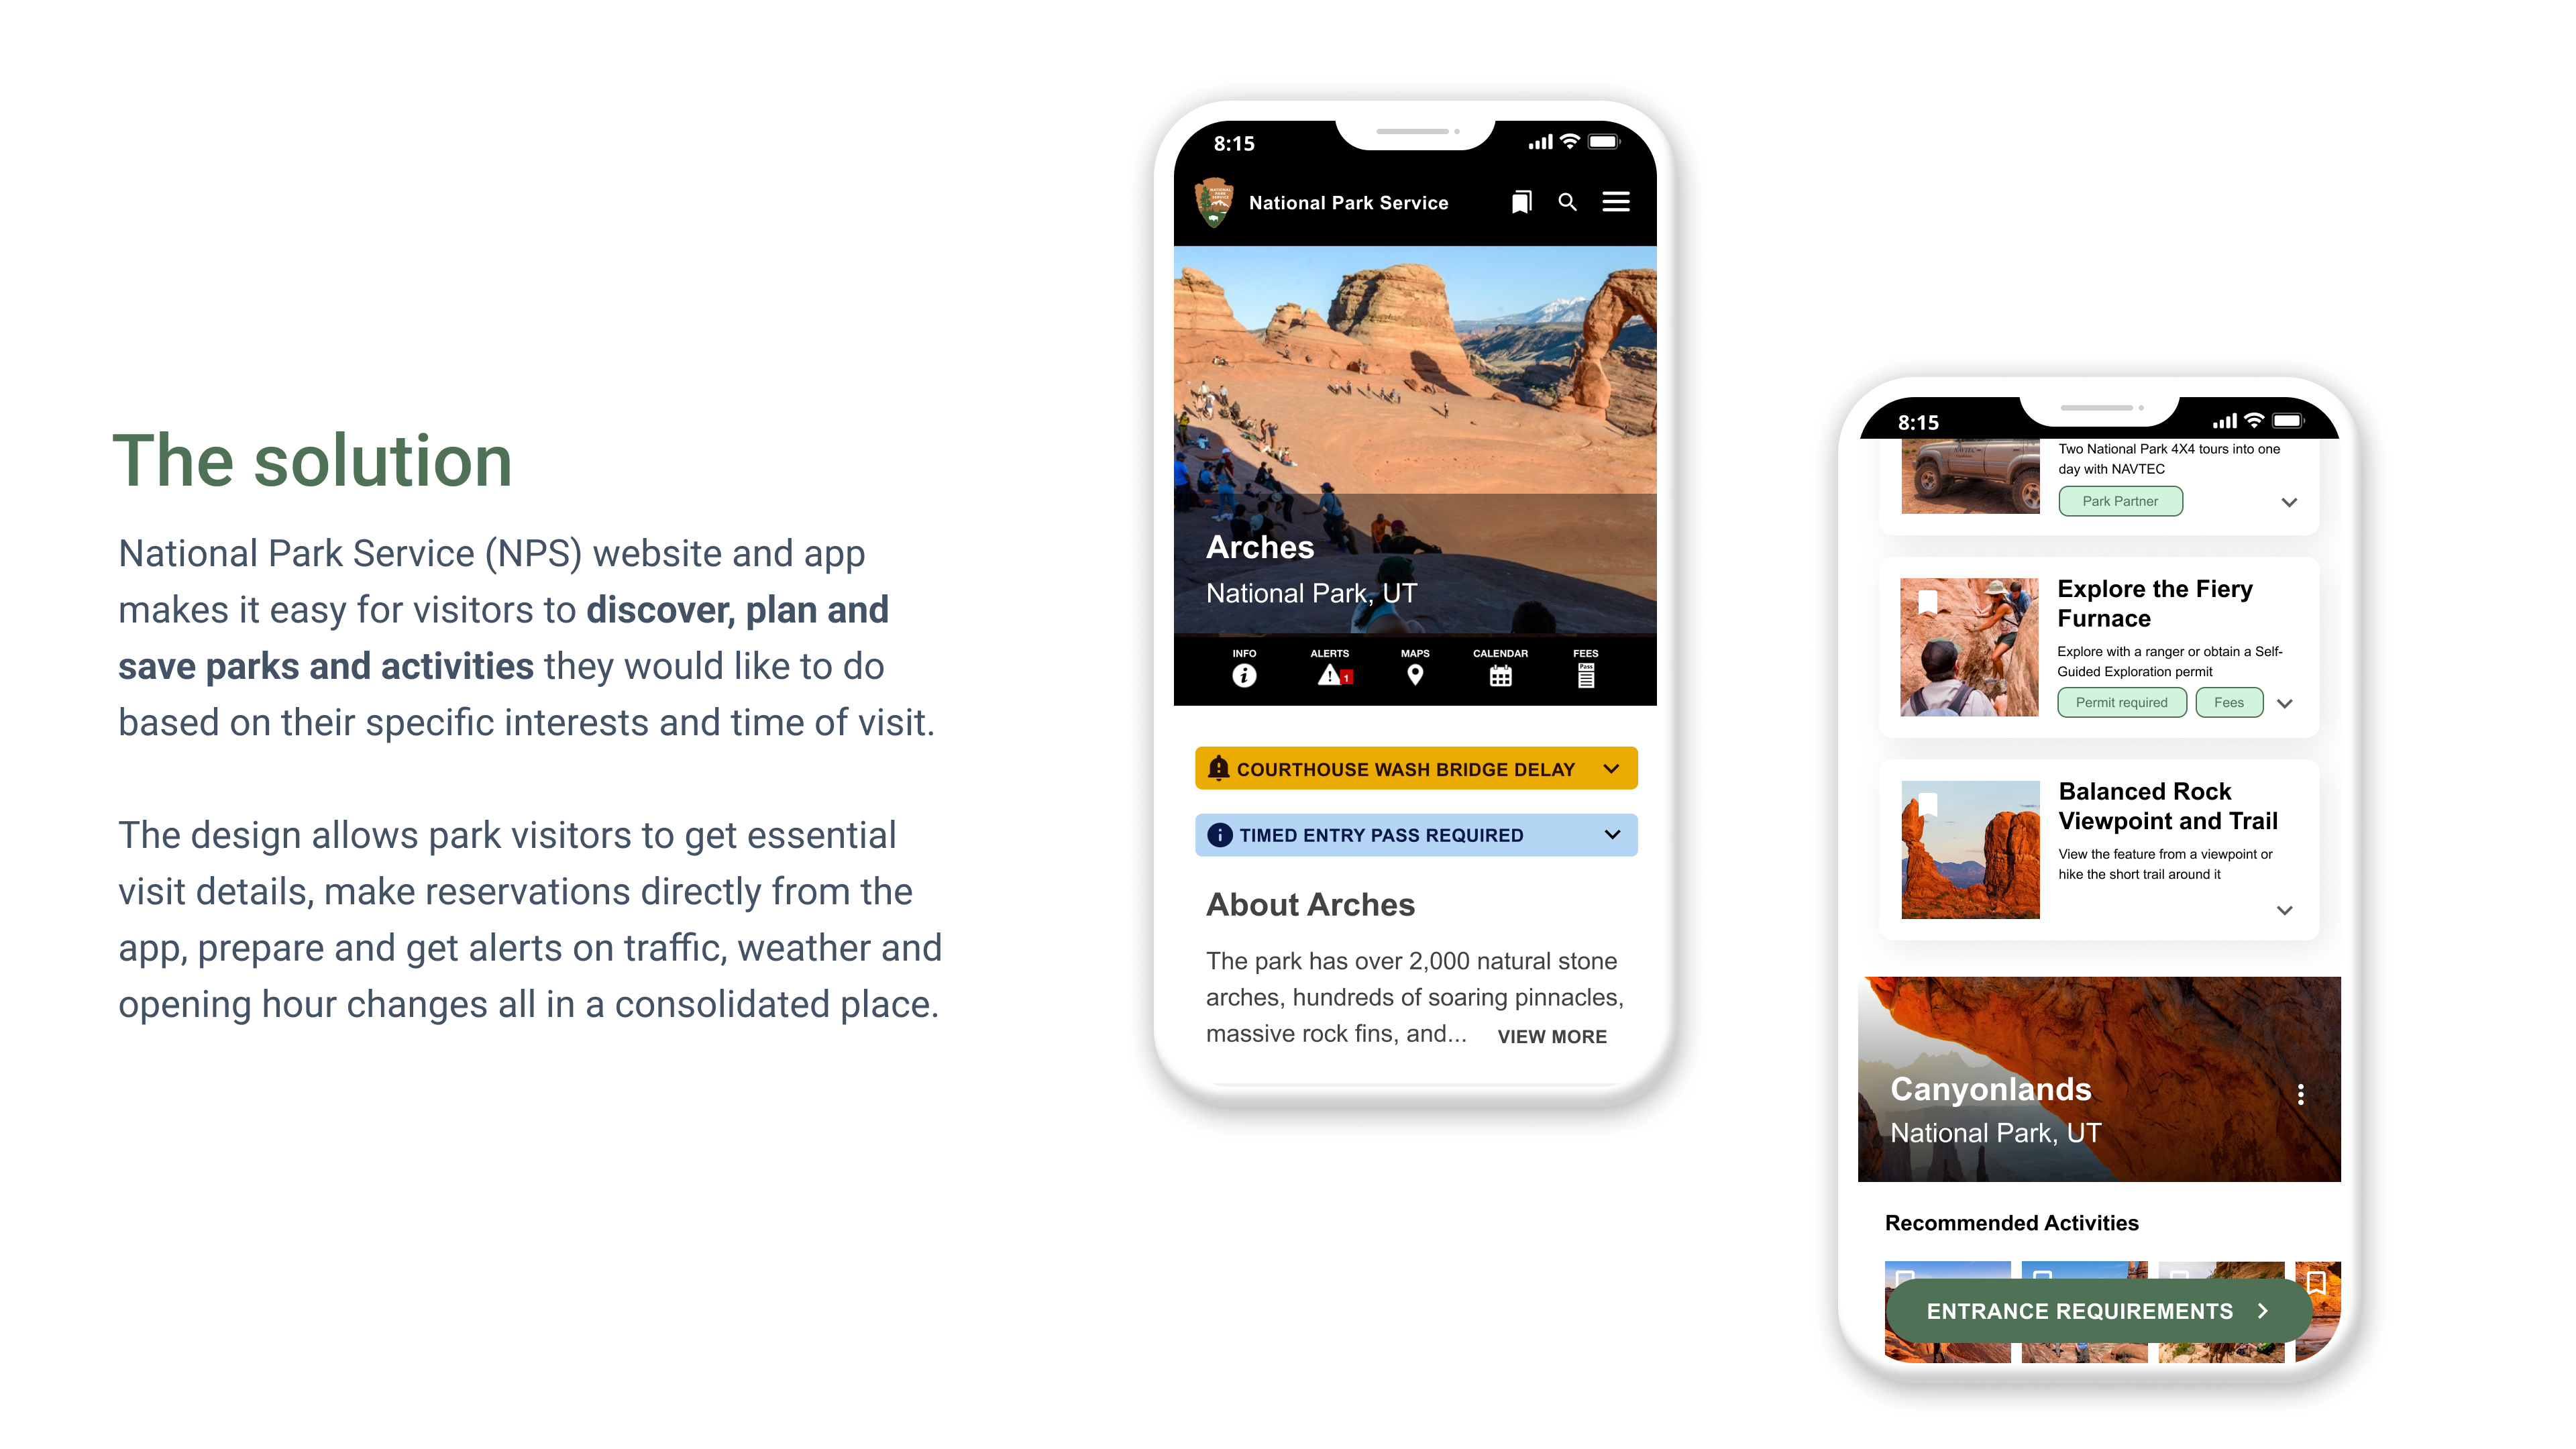 The solution
National Park Service (NPS) website and app
makes it easy for visitors to discover, plan and
save parks and activities they would like to do
based on their specific interests and time of visit.
The design allows park visitors to get essential
visit details, make reservations directly from the
app, prepare and get alerts on traffic, weather and
opening hour changes all in a consolidated place.
8:15
NATIONAL
PARK
SERVICE
National Park Service
Arches
National Park, UT
INFO ALERTS MAPS CALENDAR FEES
1
Pass
COURTHOUSE WASH BRIDGE DELAY
TIMED ENTRY PASS REQUIRED
About Arches
The park has over 2,000 natural stone
arches, hundreds of soaring pinnacles,
massive rock fins, and... VIEW MORE
8:15
NAVTEC
Two National Park 4X4 tours into one
day with NAVTEC
Park Partner
Explore the Fiery
Furnace
Explore with a ranger or obtain a Self-
Guided Exploration permit
Permit required Fees
Balanced Rock
Viewpoint and Trail
View the feature from a viewpoint or
hike the short trail around it
Canyonlands
National Park, UT
Recommended Activities
ENTRANCE REQUIREMENTS